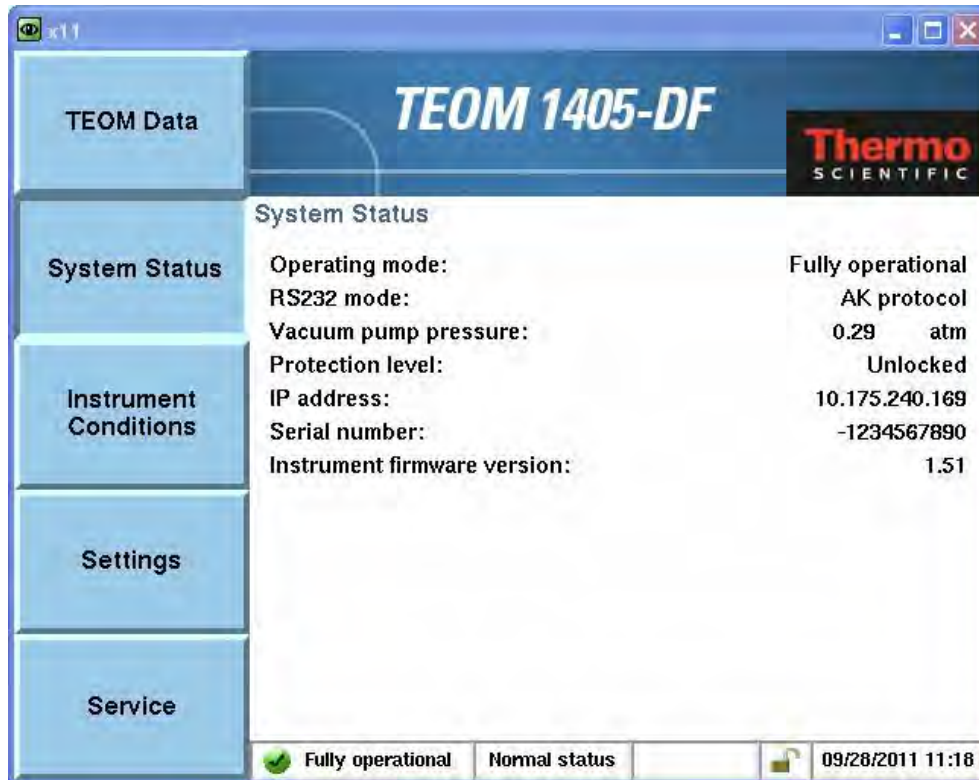 x11
TEOM Data
TEOM 1405-DF
Thermo
SCIENTIFIC
System Status
System Status
Operating mode: Fully operational
RS232 mode: AK protocol
Vacuum pump pressure: 0.29 atm
Protection level: Unlocked
IP address: 10.175.240.169
Serial number: -1234567890
Instrument firmware version: 1.51
Instrument
Conditions
Settings
Service
Fully operational Normal status 09/28/2011 11:18